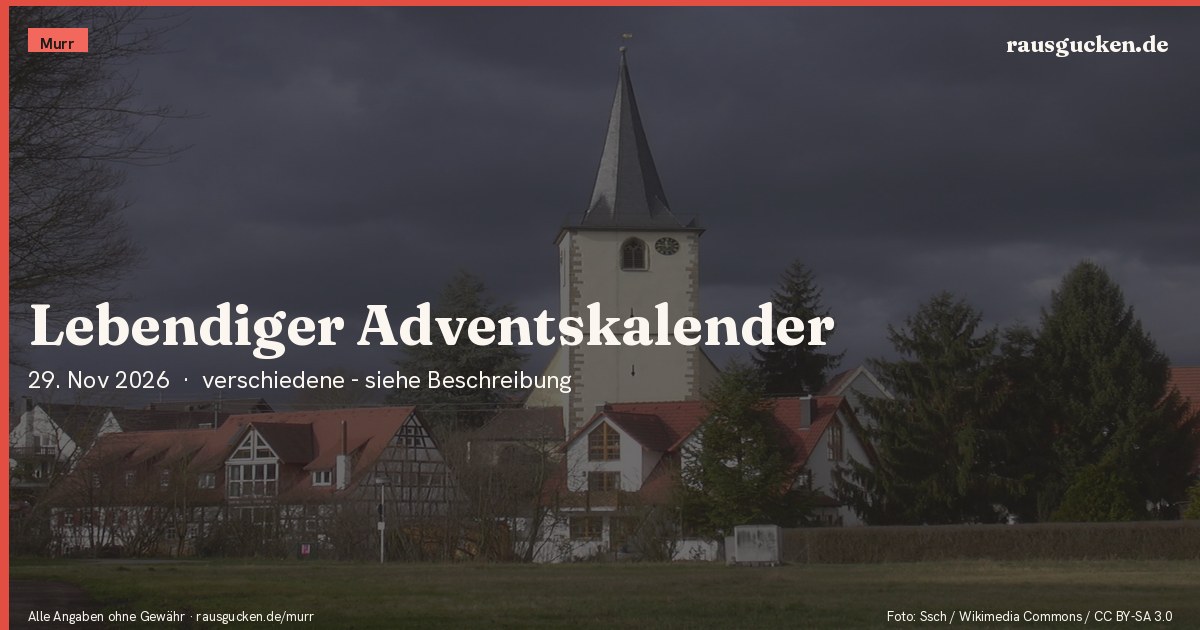 Murr
rausgucken.de
Lebendiger Adventskalender
29. Nov 2026 · verschiedene - siehe Beschreibung
Alle Angaben ohne Gewähr · rausgucken.de/murr
Foto: Ssch / Wikimedia Commons / CC BY-SA 3.0